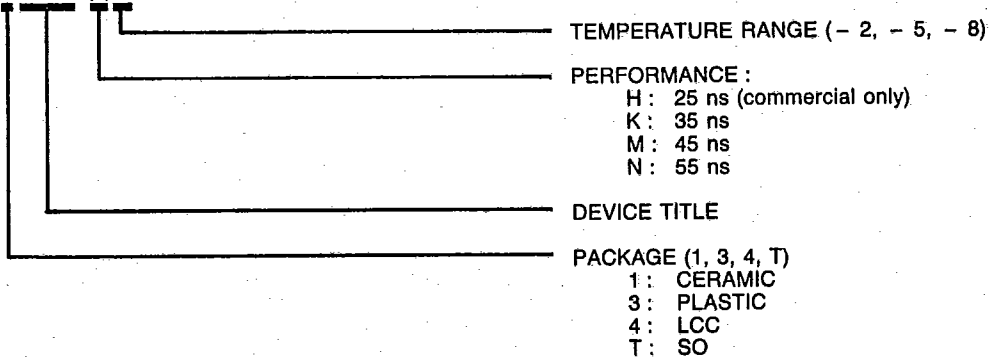 TEMPERATURE RANGE (– 2, – 5, – 8)
PERFORMANCE :
H : 25 ns (commercial only)
K : 35 ns
M : 45 ns
N : 55 ns
DEVICE TITLE
PACKAGE (1, 3, 4, T)
1 : CERAMIC
3 : PLASTIC
4 : LCC
T : SO